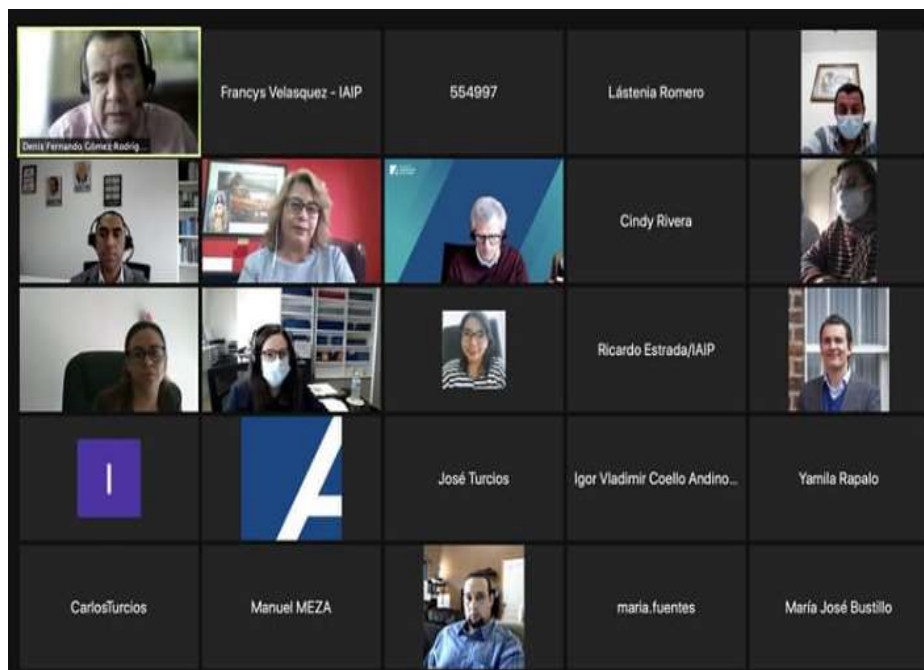 Denis Fernando Gómez Rodríg...
Francys Velasquez - IAIP
554997
Lástenia Romero
Cindy Rivera
Ricardo Estrada/IAIP
I
José Turcios
Igor Vladimir Coello Andino...
Yamila Rapalo
CarlosTurcios
Manuel MEZA
maria.fuentes
María José Bustillo